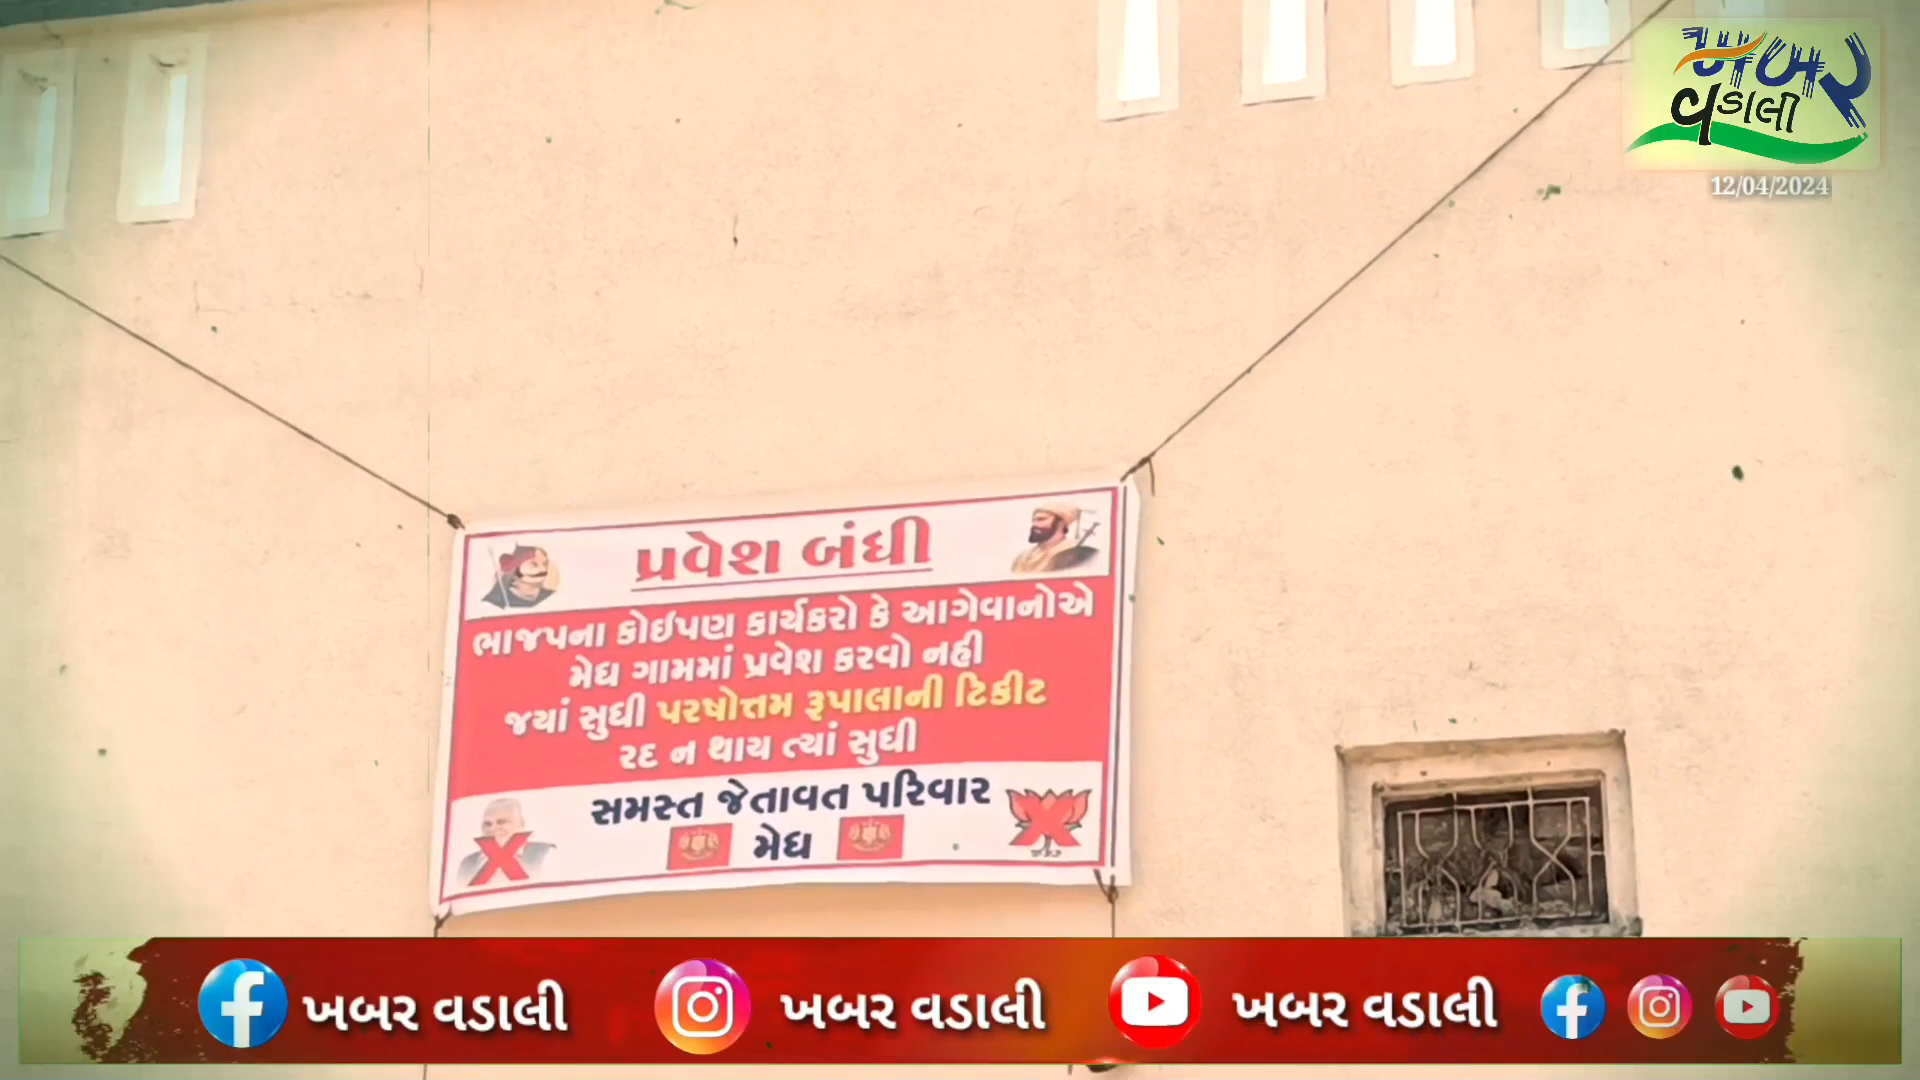 ખબર
વડાલી
12/04/2024
પ્રવેશ બંધી
ભાજપના કોઈપણ કાર્યકરો કે આગેવાનોએ
મેઘ ગામમાં પ્રવેશ કરવો નહી
જયાં સુધી પરષોત્તમ રૂપાલાની ટિકીટ
રદ ન થાય ત્યાં સુધી
સમસ્ત જેતાવત પરિવાર
મેઘ
ખબર વડાલી
ખબર વડાલી
ખબર વડાલી